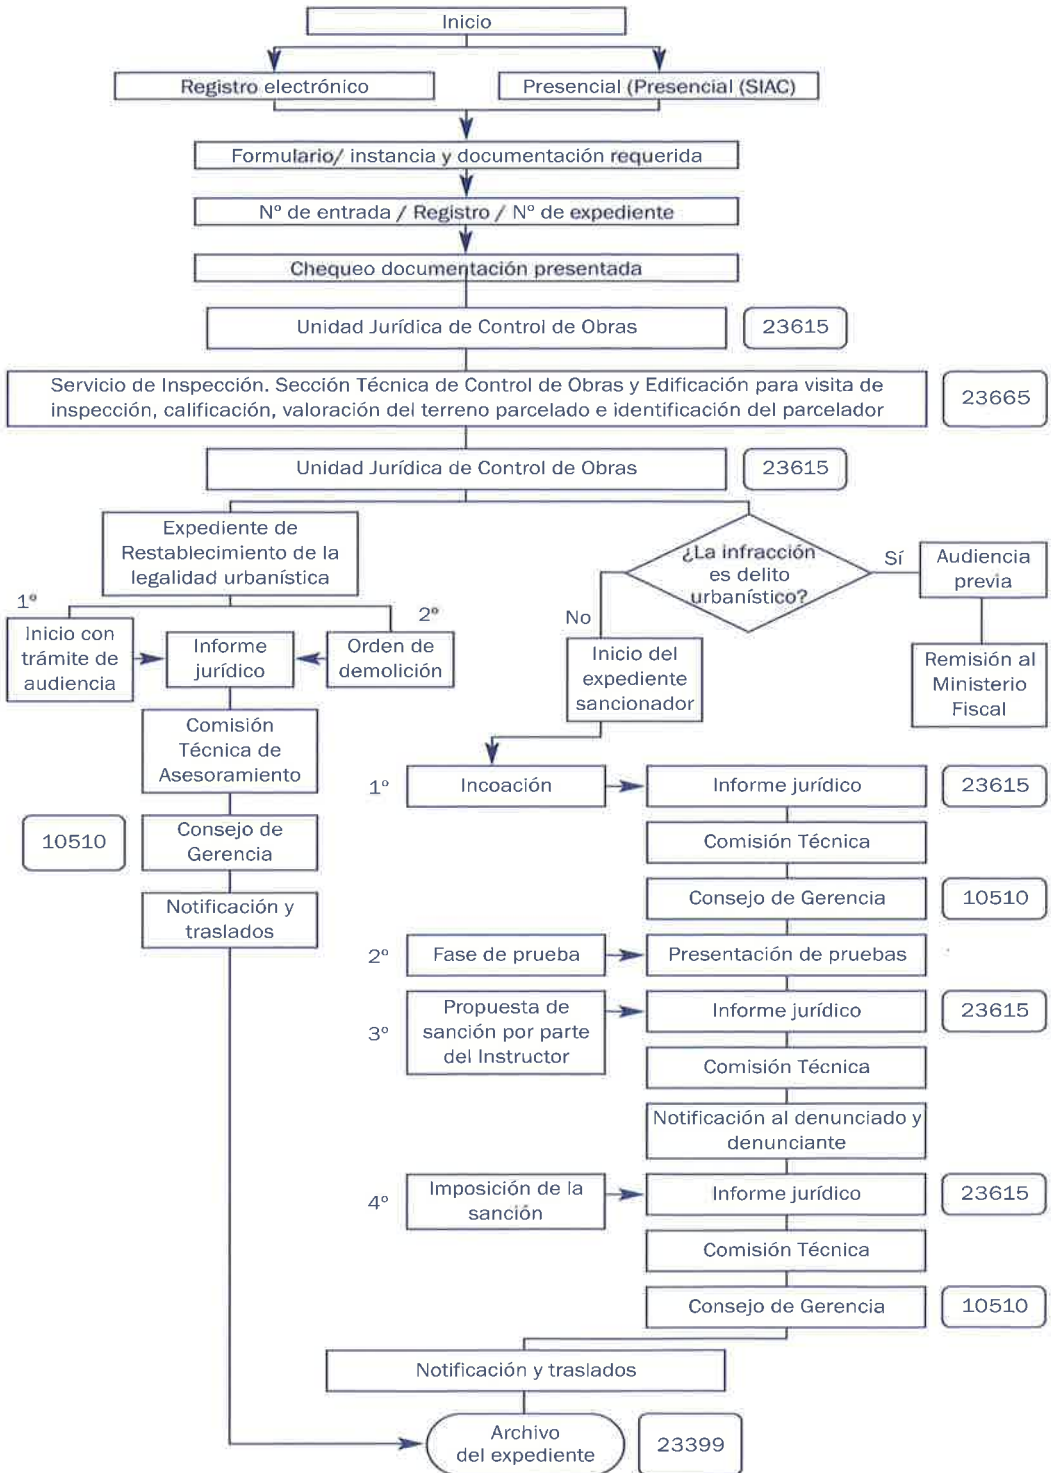 Inicio
Registro electrónico
Presencial (Presencial (SIAC)
Formulario/ instancia y documentación requerida
Nº de entrada / Registro / Nº de expediente
Chequeo documentación presentada
Unidad Jurídica de Control de Obras
23615
Servicio de Inspección. Sección Técnica de Control de Obras y Edificación para visita de
inspección, calificación, valoración del terreno parcelado e identificación del parcelador
23665
Unidad Jurídica de Control de Obras
23615
Expediente de
Restablecimiento de la
legalidad urbanística
¿La infracción
es delito
urbanístico?
Sí
Audiencia
previa
Remisión al
Ministerio
Fiscal
No
Inicio del
expediente
sancionador
1º
Inicio con
trámite de
audiencia
Informe
jurídico
2º
Orden de
demolición
Comisión
Técnica de
Asesoramiento
10510
Consejo de
Gerencia
Notificación y
traslados
1º
Incoación
Informe jurídico
23615
Comisión Técnica
Consejo de Gerencia
10510
2º
Fase de prueba
Presentación de pruebas
3º
Propuesta de
sanción por parte
del Instructor
Informe jurídico
23615
Comisión Técnica
Notificación al denunciado y
denunciante
4º
Imposición de la
sanción
Informe jurídico
23615
Comisión Técnica
Consejo de Gerencia
10510
Notificación y traslados
Archivo
del expediente
23399